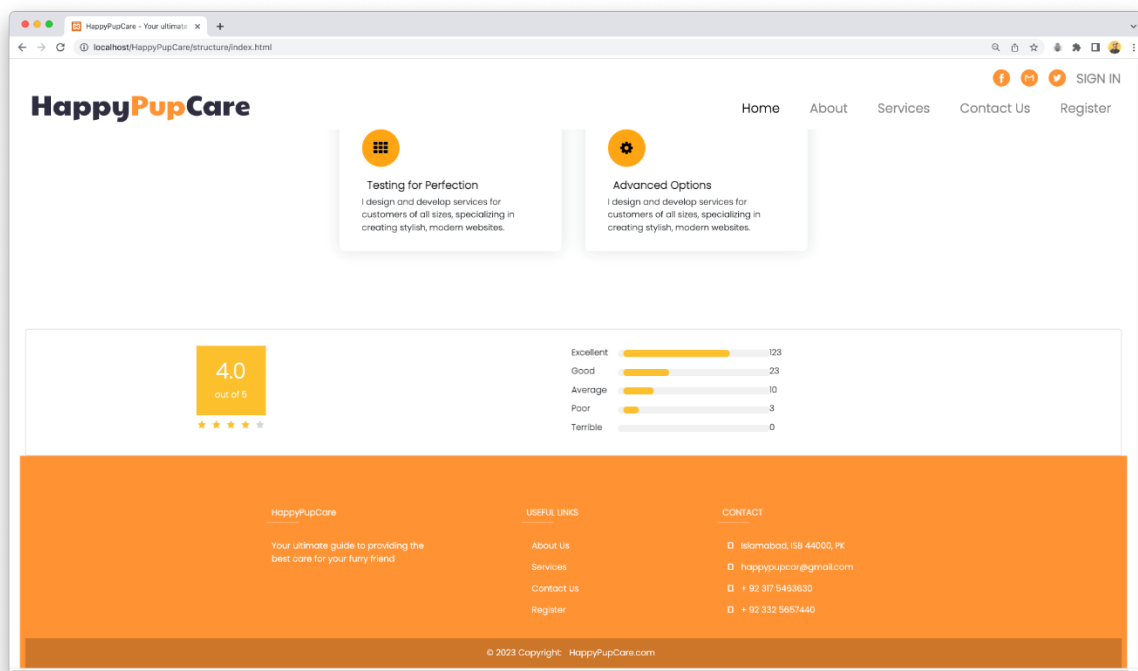 HappyPupCare - Your ultimate
localhost/HappyPupCare/structure/index.html
SIGN IN
HappyPupCare
Home About Services Contact Us Register
Testing for Perfection
I design and develop services for
customers of all sizes, specializing in
creating stylish, modern websites.
Advanced Options
I design and develop services for
customers of all sizes, specializing in
creating stylish, modern websites.
4.0
out of 5
Excellent 123
Good 23
Average 10
Poor 3
Terrible 0
HappyPupCare
Your ultimate guide to providing the
best care for your furry friend
USEFUL LINKS
About Us
Services
Contact Us
Register
CONTACT
Islamabad, ISB 44000, PK
happypupcar@gmail.com
+ 92 317 5463630
+ 92 332 5657440
© 2023 Copyright: HappyPupCare.com